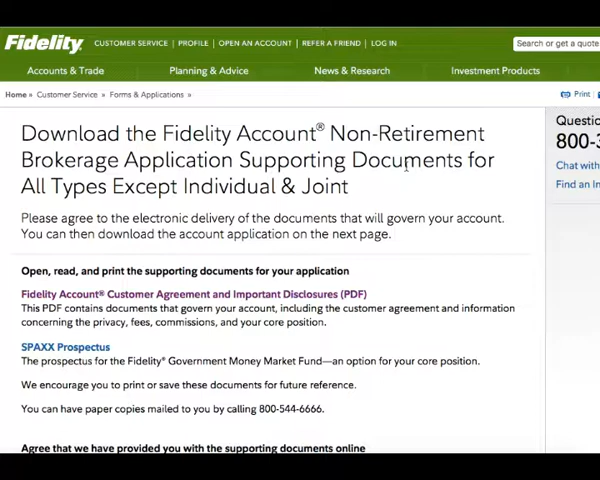 Fidelity
CUSTOMER SERVICE | PROFILE | OPEN AN ACCOUNT | REFER A FRIEND | LOG IN
Search or get a quote
Accounts & Trade Planning & Advice News & Research Investment Products
Home » Customer Service » Forms & Applications »
Print
Download the Fidelity Account® Non-Retirement
Brokerage Application Supporting Documents for
All Types Except Individual & Joint
Please agree to the electronic delivery of the documents that will govern your account.
You can then download the account application on the next page.
Open, read, and print the supporting documents for your application
Fidelity Account® Customer Agreement and Important Disclosures (PDF)
This PDF contains documents that govern your account, including the customer agreement and information
concerning the privacy, fees, commissions, and your core position.
SPAXX Prospectus
The prospectus for the Fidelity® Government Money Market Fund—an option for your core position.
We encourage you to print or save these documents for future reference.
You can have paper copies mailed to you by calling 800-544-6666.
Agree that we have provided you with the supporting documents online
Questio
800-3
Chat with
Find an In